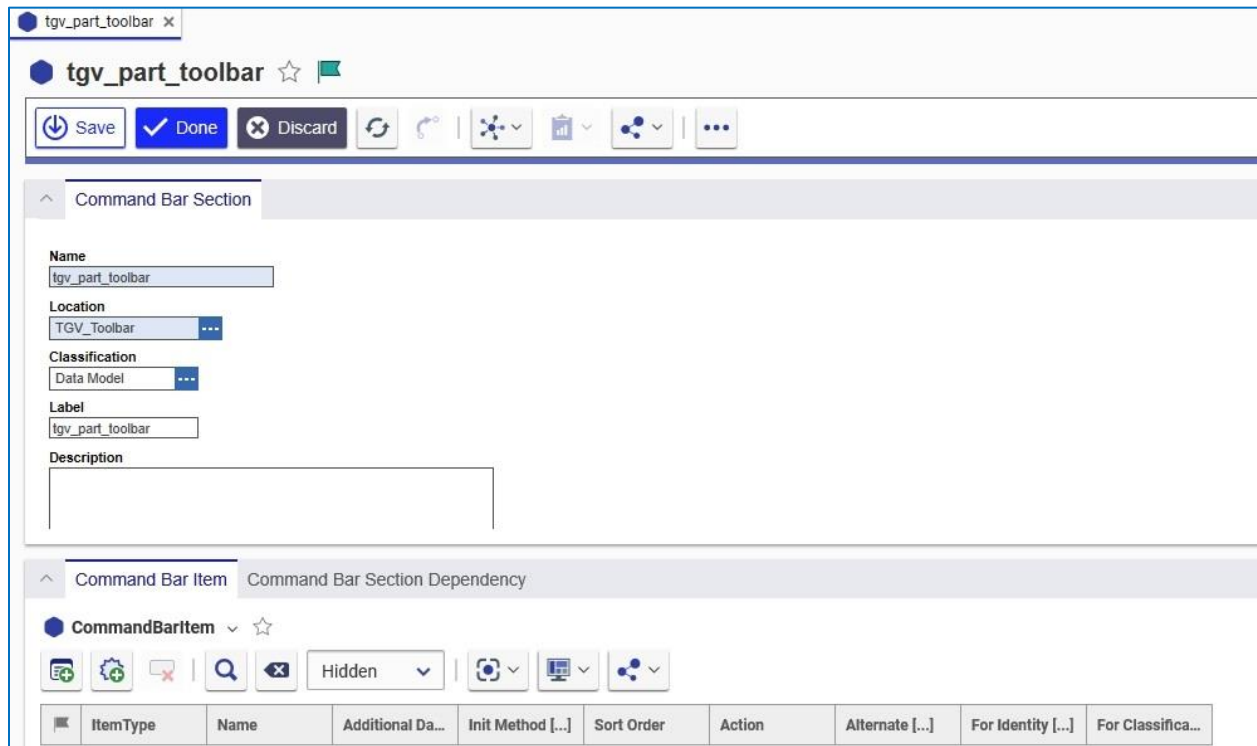 tgv_part_toolbar
tgv_part_toolbar
Save Done Discard
Command Bar Section
Name
tgv_part_toolbar
Location
TGV_Toolbar
Classification
Data Model
Label
tgv_part_toolbar
Description
Command Bar Item Command Bar Section Dependency
CommandBarItem
Hidden
ItemType Name Additional Da... Init Method [...] Sort Order Action Alternate [...] For Identity [...] For Classifica...